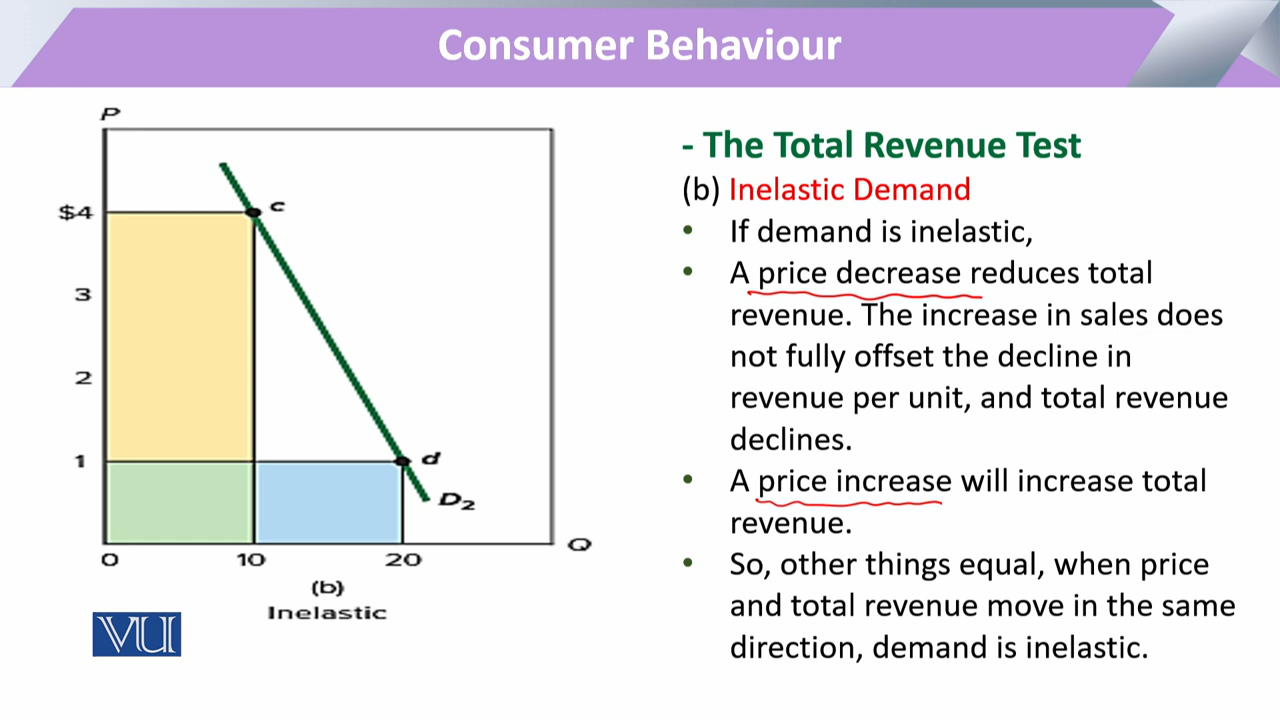 Consumer Behaviour
P
$4
3
2
1
0
10
20
Q
c
d
D2
(b)
Inelastic
VU
- The Total Revenue Test
(b) Inelastic Demand
• If demand is inelastic,
• A price decrease reduces total
revenue. The increase in sales does
not fully offset the decline in
revenue per unit, and total revenue
declines.
• A price increase will increase total
revenue.
• So, other things equal, when price
and total revenue move in the same
direction, demand is inelastic.